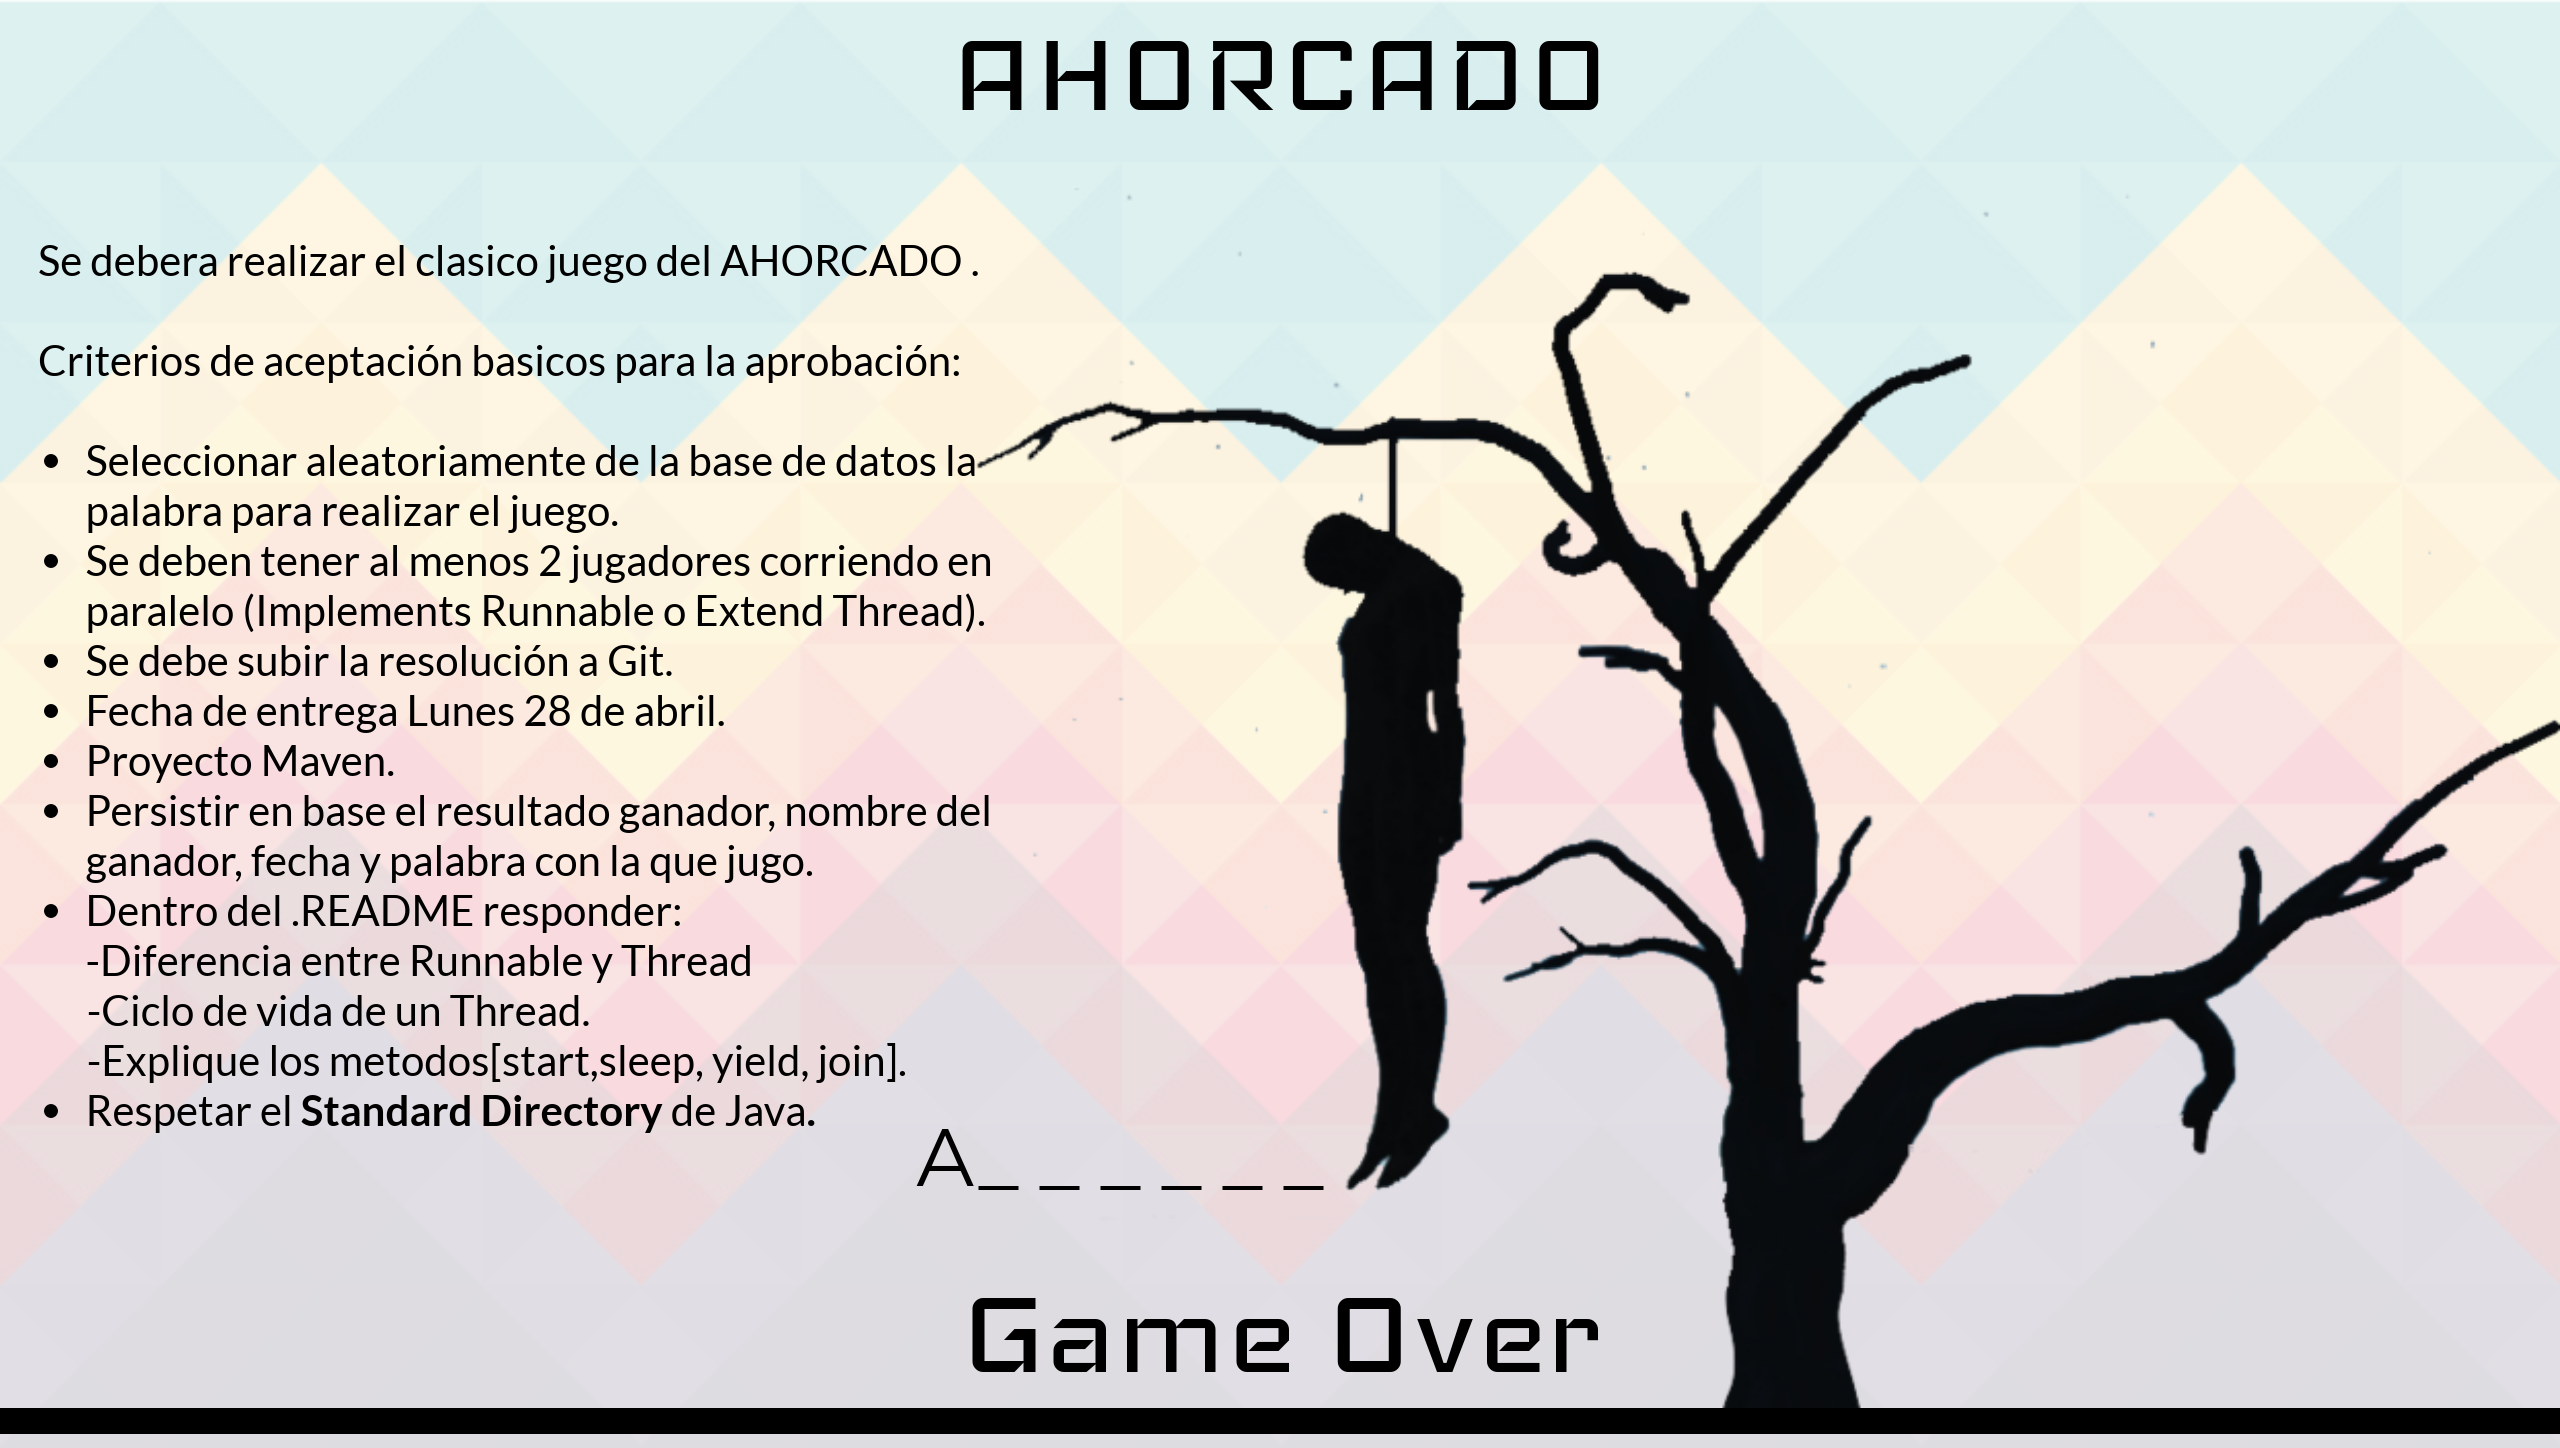 AHORCADO
Se debera realizar el clasico juego del AHORCADO .
Criterios de aceptación basicos para la aprobación:
• Seleccionar aleatoriamente de la base de datos la
palabra para realizar el juego.
• Se deben tener al menos 2 jugadores corriendo en
paralelo (Implements Runnable o Extend Thread).
• Se debe subir la resolución a Git.
• Fecha de entrega Lunes 28 de abril.
• Proyecto Maven.
• Persistir en base el resultado ganador, nombre del
ganador, fecha y palabra con la que jugo.
• Dentro del .README responder:
-Diferencia entre Runnable y Thread
-Ciclo de vida de un Thread.
-Explique los metodos[start,sleep, yield, join].
• Respetar el Standard Directory de Java.
A_ _ _ _ _ _
Game Over